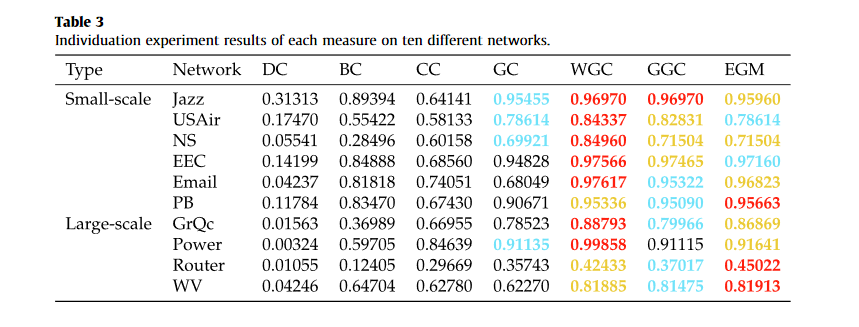 Table 3
Individuation experiment results of each measure on ten different networks.
Type Network DC BC CC GC WGC GGC EGM
Small-scale Jazz 0.31313 0.89394 0.64141 0.95455 0.96970 0.96970 0.95960
USAir 0.17470 0.55422 0.58133 0.78614 0.84337 0.82831 0.78614
NS 0.05541 0.28496 0.60158 0.69921 0.84960 0.71504 0.71504
EEC 0.14199 0.84888 0.68560 0.94828 0.97566 0.97465 0.97160
Email 0.04237 0.81818 0.74051 0.68049 0.97617 0.95322 0.96823
PB 0.11784 0.83470 0.67430 0.90671 0.95336 0.95090 0.95663
Large-scale GrQc 0.01563 0.36989 0.66955 0.78523 0.88793 0.79966 0.86869
Power 0.00324 0.59705 0.84639 0.91135 0.99858 0.91115 0.91641
Router 0.01055 0.12405 0.29669 0.35743 0.42433 0.37017 0.45022
WV 0.04246 0.64704 0.62780 0.62270 0.81885 0.81475 0.81913